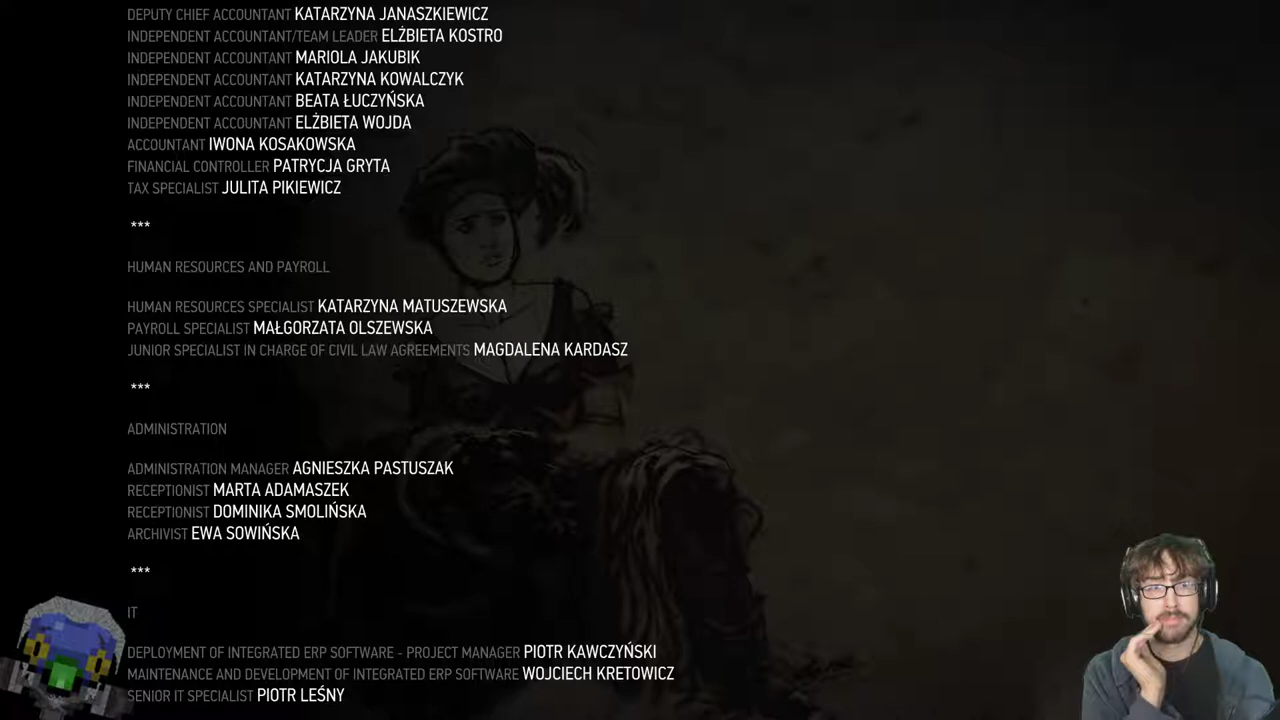 DEPUTY CHIEF ACCOUNTANT KATARZYNA JANASZKIEWICZ
INDEPENDENT ACCOUNTANT/TEAM LEADER ELŻBIETA KOSTRO
INDEPENDENT ACCOUNTANT MARIOLA JAKUBIK
INDEPENDENT ACCOUNTANT KATARZYNA KOWALCZYK
INDEPENDENT ACCOUNTANT BEATA ŁUCZYŃSKA
INDEPENDENT ACCOUNTANT ELŻBIETA WOJDA
ACCOUNTANT IWONA KOSAKOWSKA
FINANCIAL CONTROLLER PATRYCJA GRYTA
TAX SPECIALIST JULITA PIKIEWICZ
***
HUMAN RESOURCES AND PAYROLL
HUMAN RESOURCES SPECIALIST KATARZYNA MATUSZEWSKA
PAYROLL SPECIALIST MAŁGORZATA OLSZEWSKA
JUNIOR SPECIALIST IN CHARGE OF CIVIL LAW AGREEMENTS MAGDALENA KARDASZ
***
ADMINISTRATION
ADMINISTRATION MANAGER AGNIESZKA PASTUSZAK
RECEPTIONIST MARTA ADAMASZEK
RECEPTIONIST DOMINIKA SMOLIŃSKA
ARCHIVIST EWA SOWIŃSKA
***
IT
DEPLOYMENT OF INTEGRATED ERP SOFTWARE - PROJECT MANAGER PIOTR KAWCZYŃSKI
MAINTENANCE AND DEVELOPMENT OF INTEGRATED ERP SOFTWARE WOJCIECH KRETOWICZ
SENIOR IT SPECIALIST PIOTR LEŚNY